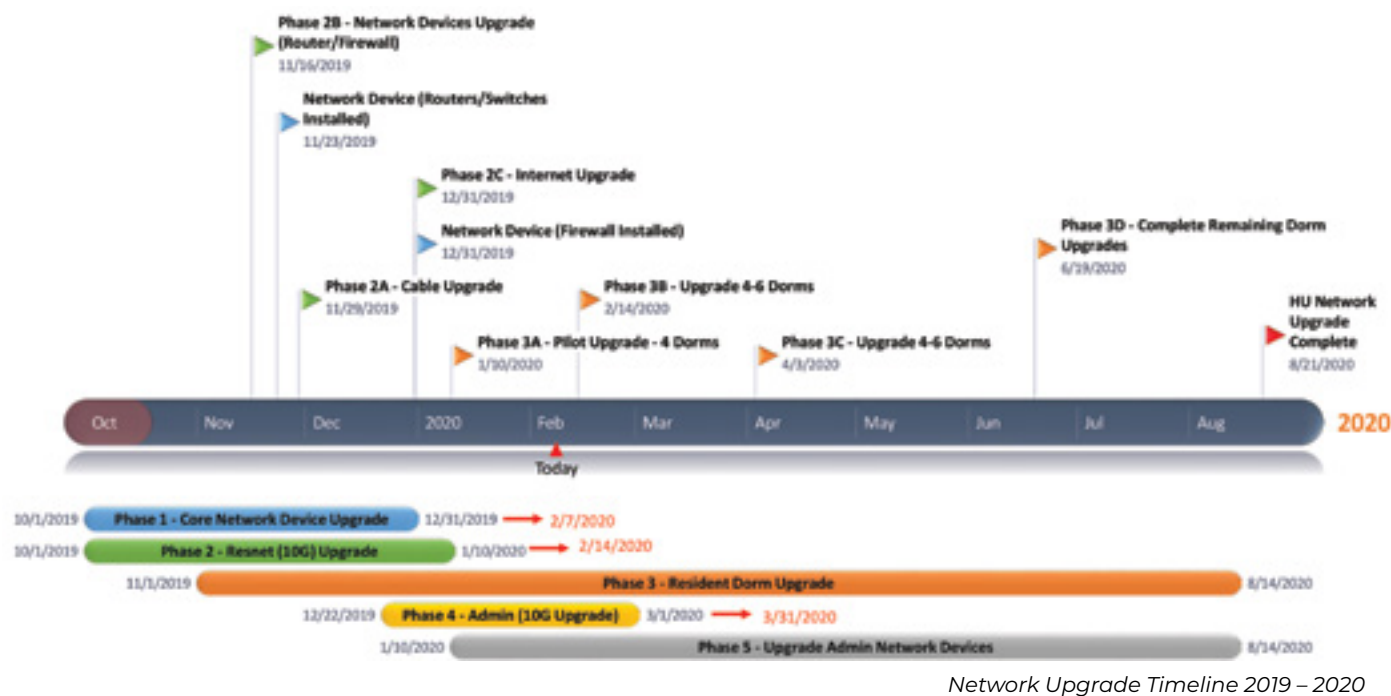 Phase 2B - Network Devices Upgrade
(Router/Firewall)
11/16/2019
Network Device (Routers/Switches
Installed)
11/23/2019
Phase 2C - Internet Upgrade
12/31/2019
Network Device (Firewall Installed)
12/31/2019
Phase 2A - Cable Upgrade
11/29/2019
Phase 3B - Upgrade 4-6 Dorms
2/14/2020
Phase 3A - Pilot Upgrade - 4 Dorms
1/10/2020
Phase 3C - Upgrade 4-6 Dorms
4/3/2020
Phase 3D - Complete Remaining Dorm
Upgrades
6/19/2020
HU Network
Upgrade
Complete
8/21/2020
Oct Nov Dec 2020 Feb Mar Apr May Jun Jul Aug 2020
Today
10/1/2019 Phase 1 - Core Network Device Upgrade 12/31/2019 2/7/2020
10/1/2019 Phase 2 - Resnet (10G) Upgrade 1/10/2020 2/14/2020
11/1/2019 Phase 3 - Resident Dorm Upgrade 8/14/2020
12/22/2019 Phase 4 - Admin (10G Upgrade) 3/1/2020 3/31/2020
1/10/2020 Phase 5 - Upgrade Admin Network Devices 8/14/2020
Network Upgrade Timeline 2019 – 2020